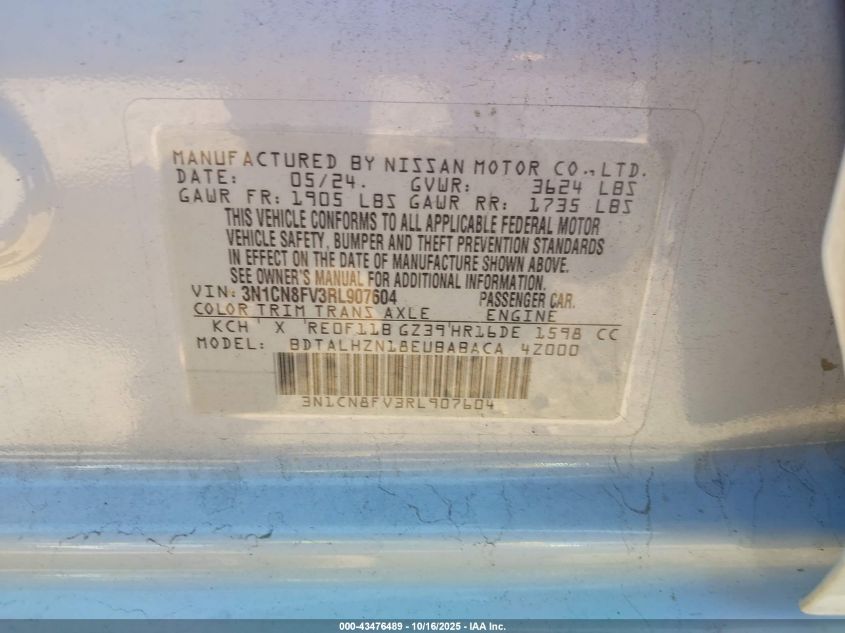 MANUFACTURED BY NISSAN MOTOR CO., LTD.
DATE: 05/24. GVWR: 3624 LBS
GAWR FR: 1905 LBS GAWR RR: 1735 LBS
THIS VEHICLE CONFORMS TO ALL APPLICABLE FEDERAL MOTOR
VEHICLE SAFETY, BUMPER AND THEFT PREVENTION STANDARDS
IN EFFECT ON THE DATE OF MANUFACTURE SHOWN ABOVE.
SEE OWNER'S MANUAL FOR ADDITIONAL INFORMATION.
VIN: 3N1CN8FV3RL907604 PASSENGER CAR.
COLOR TRIM TRANS AXLE ENGINE
KCH X RE0F11B GZ39 HR16DE 1598 CC
MODEL: BDTALHZN18EUBABACA 4Z000
3N1CN8FV3RL907604
000-43476489 - 10/16/2025 - IAA Inc.